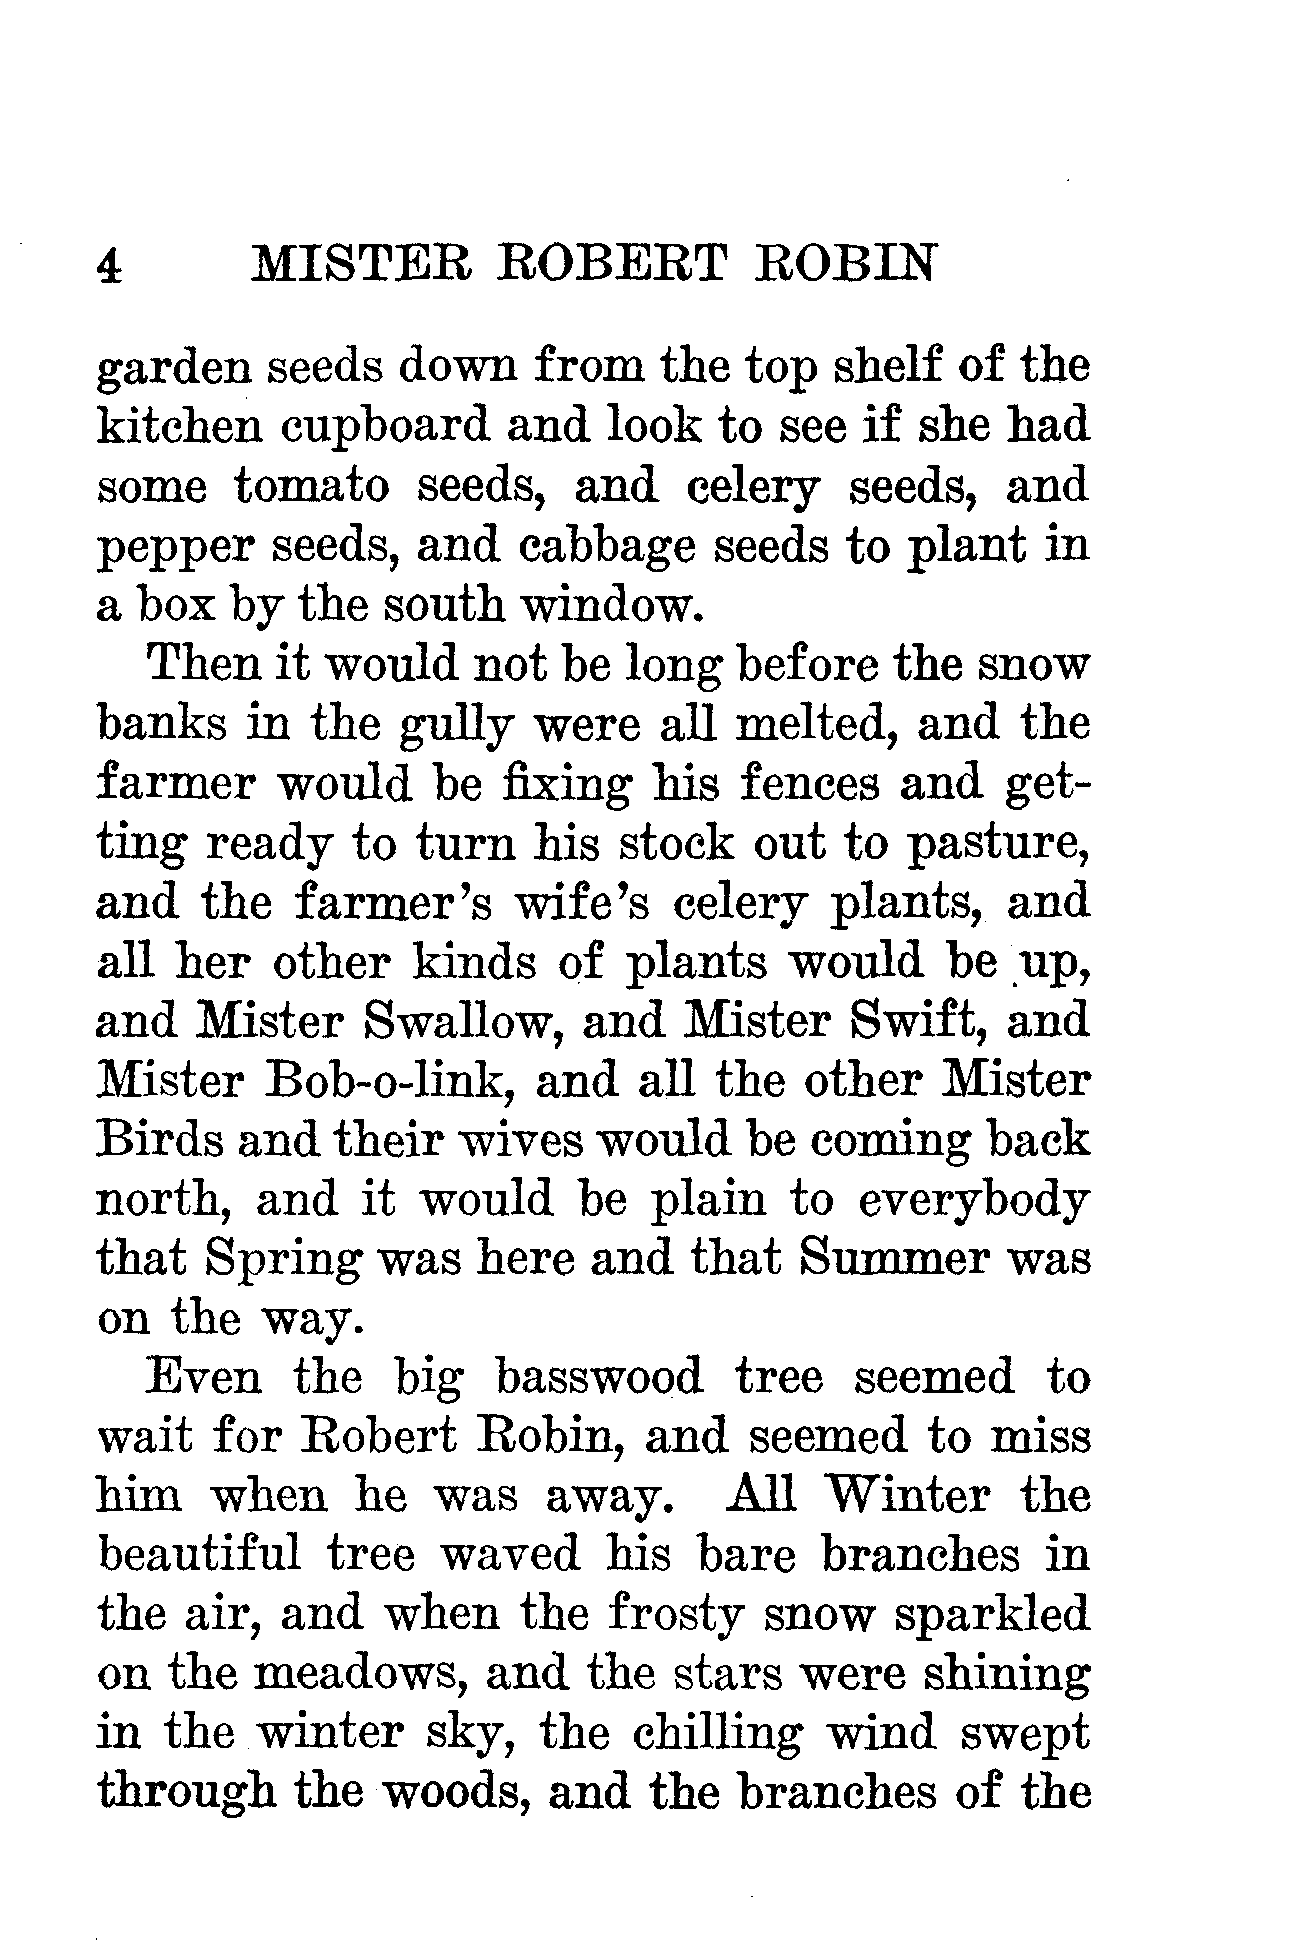 4 MISTER ROBERT ROBIN
garden seeds down from the top shelf of the
kitchen cupboard and look to see if she had
some tomato seeds, and celery seeds, and
pepper seeds, and cabbage seeds to plant in
a box by the south window.
Then it would not be long before the snow
banks in the gully were all melted, and the
farmer would be fixing his fences and get-
ting ready to turn his stock out to pasture,
and the farmer's wife's celery plants, and
all her other kinds of plants would be up,
and Mister Swallow, and Mister Swift, and
Mister Bob-o-link, and all the other Mister
Birds and their wives would be coming back
north, and it would be plain to everybody
that Spring was here and that Summer was
on the way.
Even the big basswood tree seemed to
wait for Robert Robin, and seemed to miss
him when he was away. All Winter the
beautiful tree waved his bare branches in
the air, and when the frosty snow sparkled
on the meadows, and the stars were shining
in the winter sky, the chilling wind swept
through the woods, and the branches of the